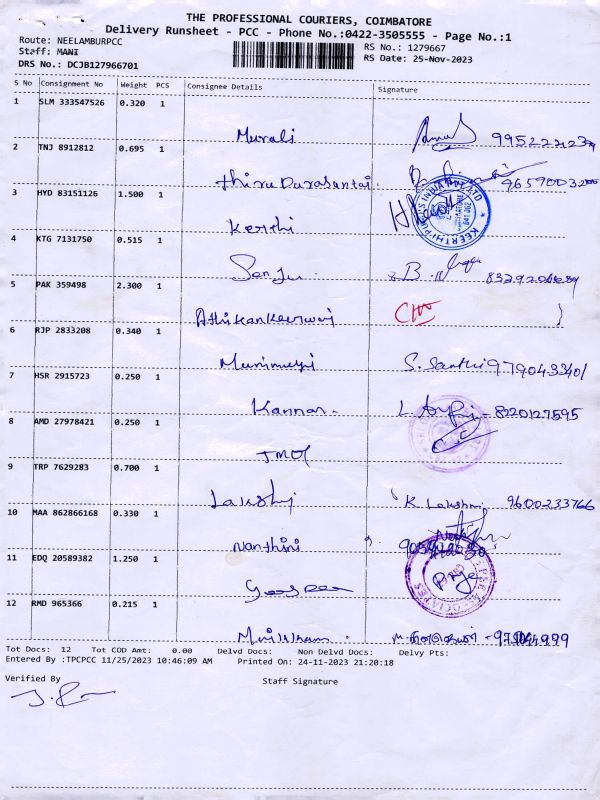 THE PROFESSIONAL COURIERS, COIMBATORE
Delivery Runsheet - PCC - Phone No.:0422-3505555 - Page No.:1
Route: NEELAMBURPCC
RS No.: 1279667
Staff: MANI
RS Date: 25-Nov-2023
DRS No.: DCJB127966701
S No Consignment No Weight PCS Consignee Details Signature
1 SLM 333547526 0.320 1
Murali
2 TNJ 8912812 0.695 1
3 HYD 83151126 1.500 1
Kerthi
4 KTG 7131750 0.515 1
Sanju
5 PAK 359498 2.300 1
6 RJP 2833208 0.340 1
S. Santhi 9790433401
7 HSR 2915723 0.250 1
Kannan. 8220127595
8 AMD 27978421 0.250 1
9 TRP 7629283 0.700 1
K Lakshmi 9600233766
10 MAA 862866168 0.330 1
Nanthini
11 EDQ 20589382 1.250 1
12 RMD 965366 0.215 1
Tot Docs: 12 Tot COD Amt: 0.00 Delvd Docs: Non Delvd Docs: Delvy Pts:
Entered By :TPCPCC 11/25/2023 10:46:09 AM Printed On: 24-11-2023 21:20:18
Verified By
Staff Signature